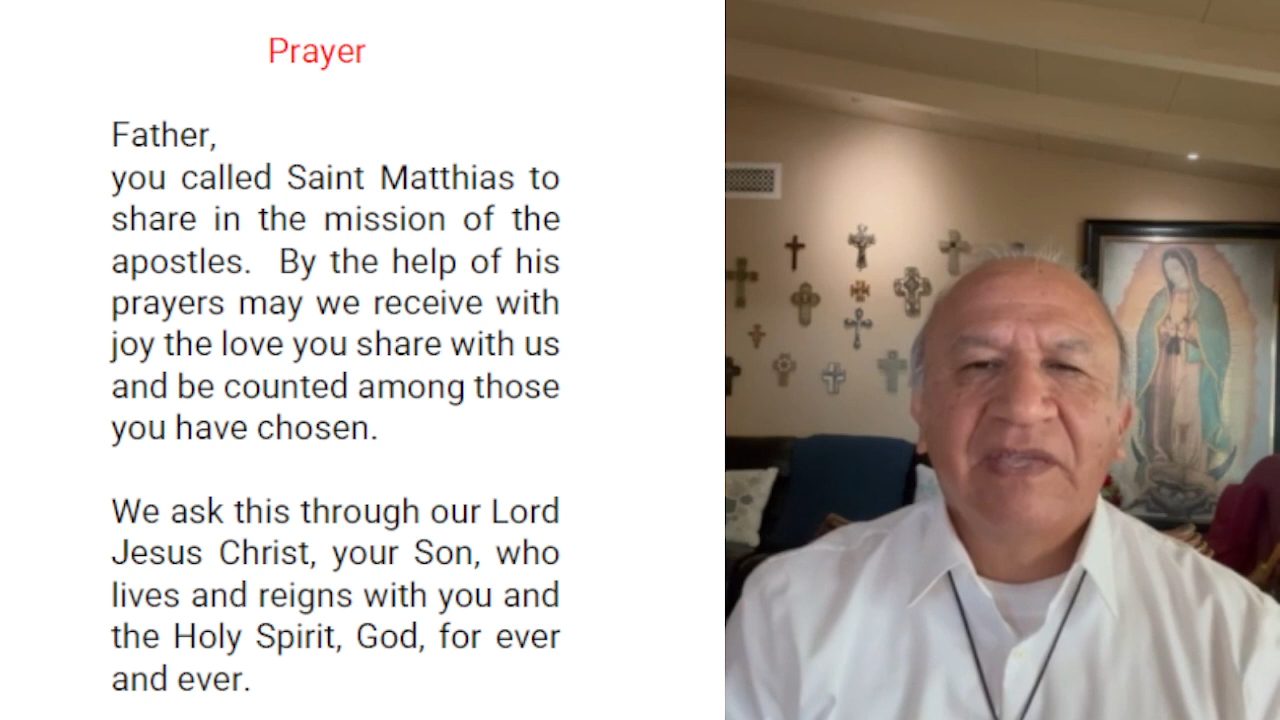 Prayer
Father,
you called Saint Matthias to
share in the mission of the
apostles. By the help of his
prayers may we receive with
joy the love you share with us
and be counted among those
you have chosen.
We ask this through our Lord
Jesus Christ, your Son, who
lives and reigns with you and
the Holy Spirit, God, for ever
and ever.